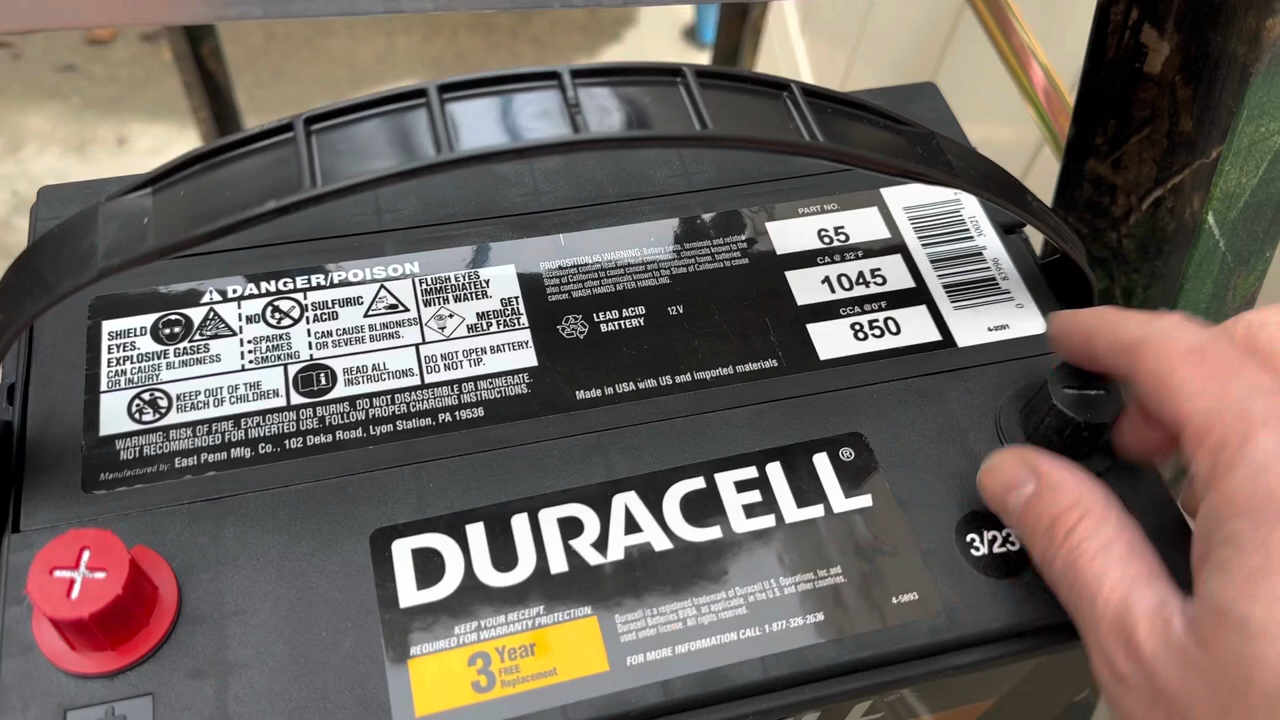 DANGER/POISON
SHIELD
EYES.
EXPLOSIVE GASES
CAN CAUSE BLINDNESS
OR INJURY.
NO
•SPARKS
•FLAMES
•SMOKING
SULFURIC
ACID
CAN CAUSE BLINDNESS
OR SEVERE BURNS.
FLUSH EYES
IMMEDIATELY
WITH WATER.
GET
MEDICAL
HELP FAST.
KEEP OUT OF THE
REACH OF CHILDREN.
READ ALL
INSTRUCTIONS.
DO NOT OPEN BATTERY.
DO NOT TIP.
WARNING: RISK OF FIRE, EXPLOSION OR BURNS. DO NOT DISASSEMBLE OR INCINERATE.
NOT RECOMMENDED FOR INVERTED USE. FOLLOW PROPER CHARGING INSTRUCTIONS.
Manufactured by: East Penn Mfg. Co., 102 Deka Road, Lyon Station, PA 19536
PROPOSITION 65 WARNING: Battery posts, terminals and related
accessories contain lead and lead compounds, chemicals known to the
State of California to cause cancer and reproductive harm. batteries
also contain other chemicals known to the State of California to cause
cancer. WASH HANDS AFTER HANDLING.
LEAD ACID
BATTERY
12V
Made in USA with US and imported materials
PART NO.
65
CA @ 32°F
1045
CCA @0°F
850
4-2091
DURACELL®
KEEP YOUR RECEIPT.
REQUIRED FOR WARRANTY PROTECTION.
3 Year
FREE
Replacement
Duracell is a registered trademark of Duracell U.S. Operations, Inc and
Duracell Batteries BVBA, as applicable, in the U.S. and other countries,
used under license. All rights reserved.
FOR MORE INFORMATION CALL: 1-877-326-2636
4-5893
3/23